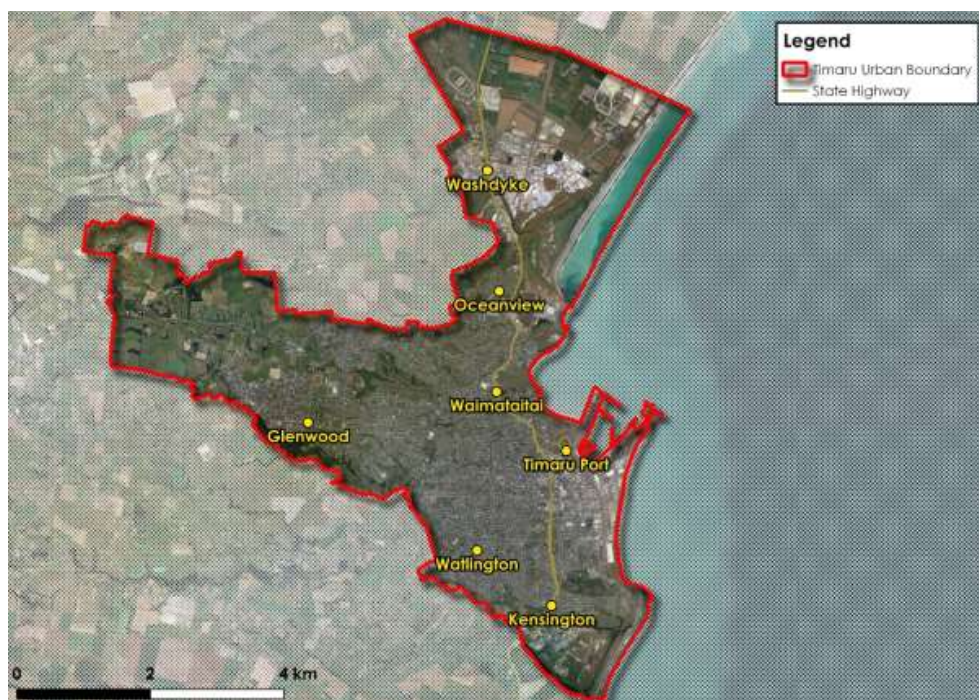 Legend
Timaru Urban Boundary
State Highway
Washdyke
Oceanview
Waimataitai
Glenwood
Timaru Port
Watlington
Kensington
0 2 4 km